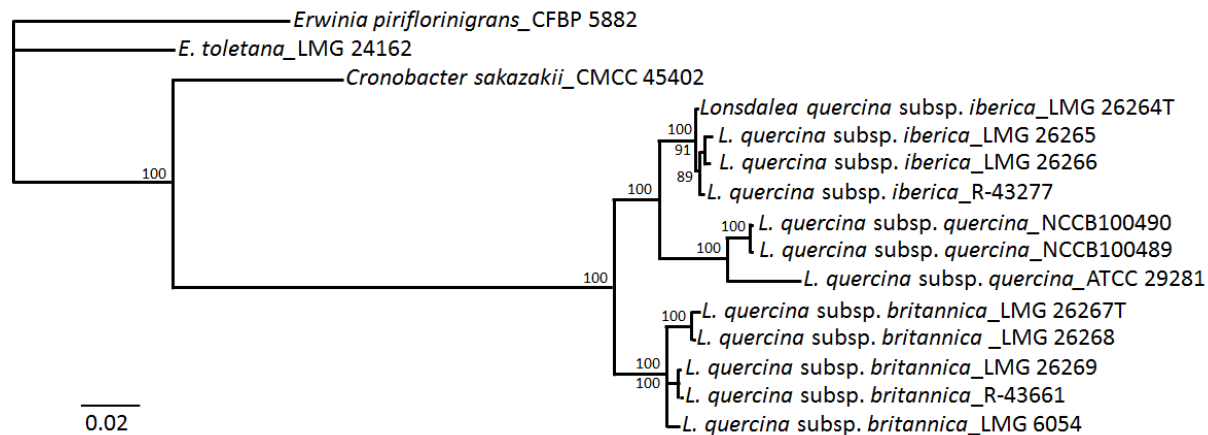 Erwinia piriflorinigrans_CFBP 5882
E. toletana_LMG 24162
Cronobacter sakazakii_CMCC 45402
Lonsdalea quercina subsp. iberica_LMG 26264T
100
L. quercina subsp. iberica_LMG 26265
91
L. quercina subsp. iberica_LMG 26266
89
100
100
L. quercina subsp. iberica_R-43277
L. quercina subsp. quercina_NCCB100490
100
100
L. quercina subsp. quercina_NCCB100489
100
L. quercina subsp. quercina_ATCC 29281
L. quercina subsp. britannica_LMG 26267T
100
L. quercina subsp. britannica _LMG 26268
100
L. quercina subsp. britannica_LMG 26269
100
L. quercina subsp. britannica_R-43661
L. quercina subsp. britannica_LMG 6054
0.02